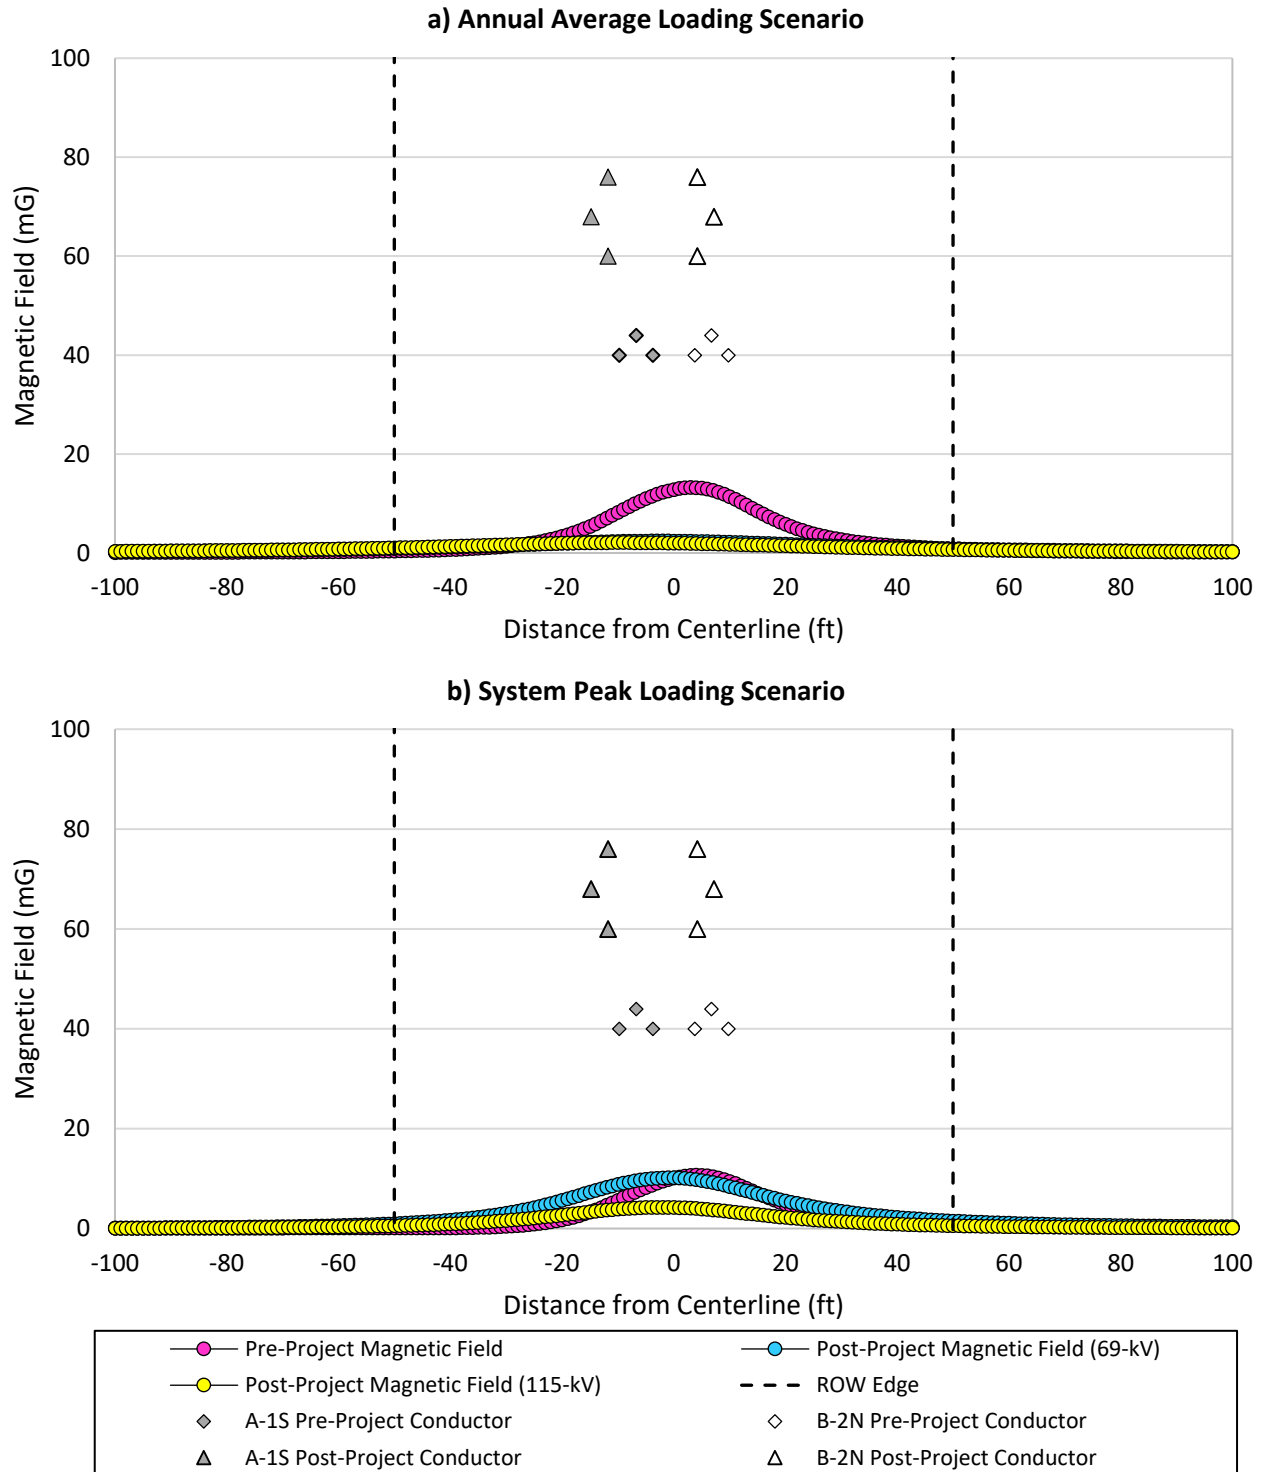 a) Annual Average Loading Scenario
100
80
60
40
20
0
Magnetic Field (mG)
-100 -80 -60 -40 -20 0 20 40 60 80 100
Distance from Centerline (ft)
b) System Peak Loading Scenario
100
80
60
40
20
0
Magnetic Field (mG)
-100 -80 -60 -40 -20 0 20 40 60 80 100
Distance from Centerline (ft)
Pre-Project Magnetic Field Post-Project Magnetic Field (69-kV)
Post-Project Magnetic Field (115-kV) ROW Edge
A-1S Pre-Project Conductor B-2N Pre-Project Conductor
A-1S Post-Project Conductor B-2N Post-Project Conductor